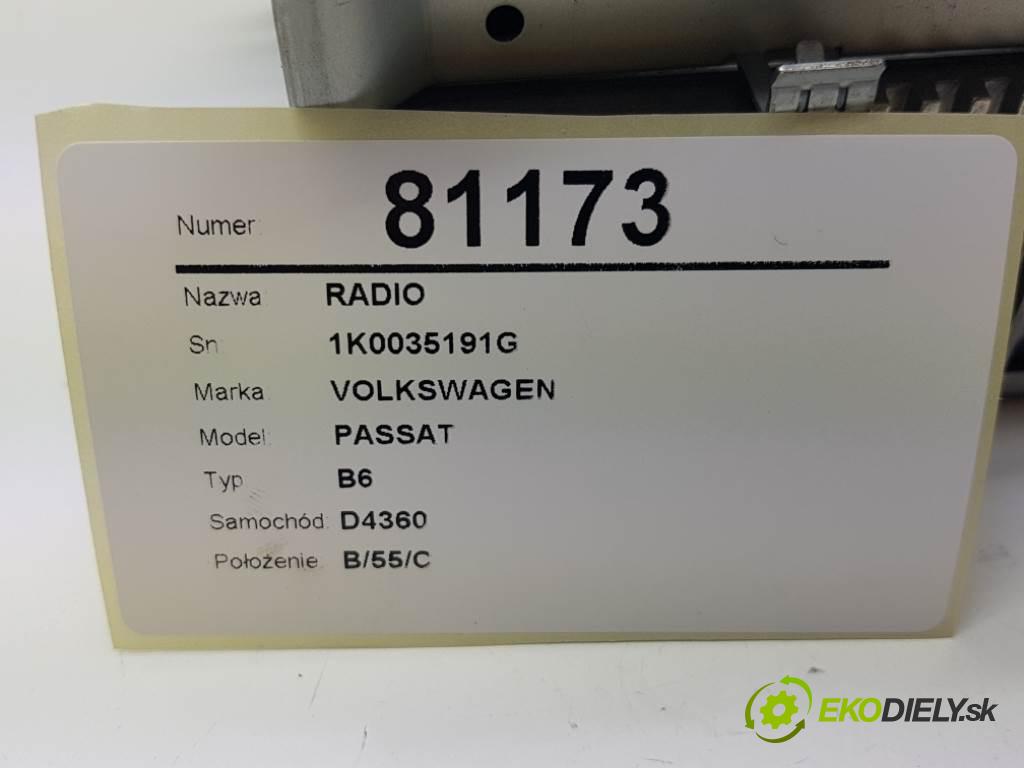 Numer: 81173
Nazwa RADIO
Sn 1K0035191G
Marka VOLKSWAGEN
Model: PASSAT
Typ B6
Samochód: D4360
Położenie B/55/C
EKODIELY.sk